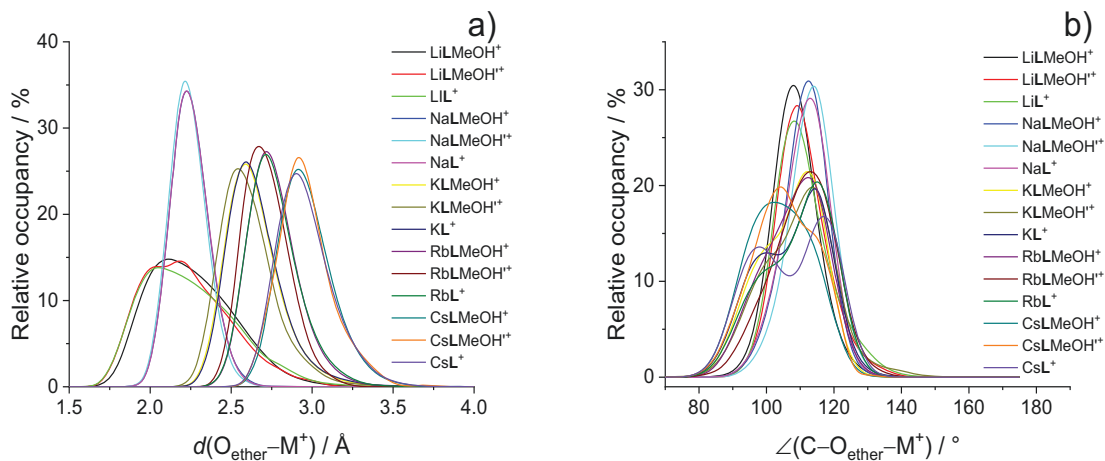 a)
Relative occupancy / %
40
30
20
10
0
1.5 2.0 2.5 3.0 3.5 4.0
d(Oether–M+) / Å
LiLMeOH+
LiLMeOH'+
LIL+
NaLMeOH+
NaLMeOH'+
NaL+
KLMeOH+
KLMeOH'+
KL+
RbLMeOH+
RbLMeOH'+
RbL+
CsLMeOH+
CsLMeOH'+
CsL+
b)
Relative occupancy / %
30
20
10
0
80 100 120 140 160 180
∠(C–Oether–M+) / °
LiLMeOH+
LiLMeOH'+
LiL+
NaLMeOH+
NaLMeOH'+
NaL+
KLMeOH+
KLMeOH'+
KL+
RbLMeOH+
RbLMeOH'+
RbL+
CsLMeOH+
CsLMeOH'+
CsL+